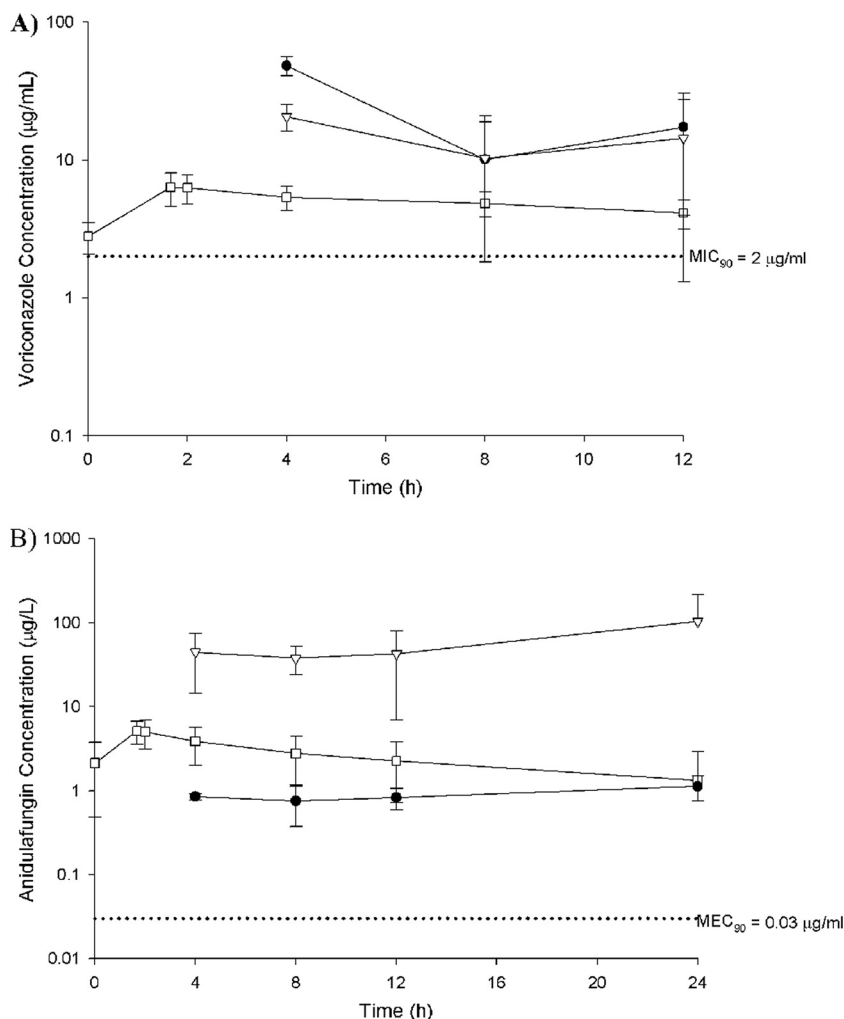 A)
Voriconazole Concentration (µg/mL)
100
10
1
0.1
MIC₉₀ = 2 µg/ml
0 2 4 6 8 10 12
Time (h)
B)
Anidulafungin Concentration (µg/L)
1000
100
10
1
0.1
0.01
MEC₉₀ = 0.03 µg/ml
0 4 8 12 16 20 24
Time (h)